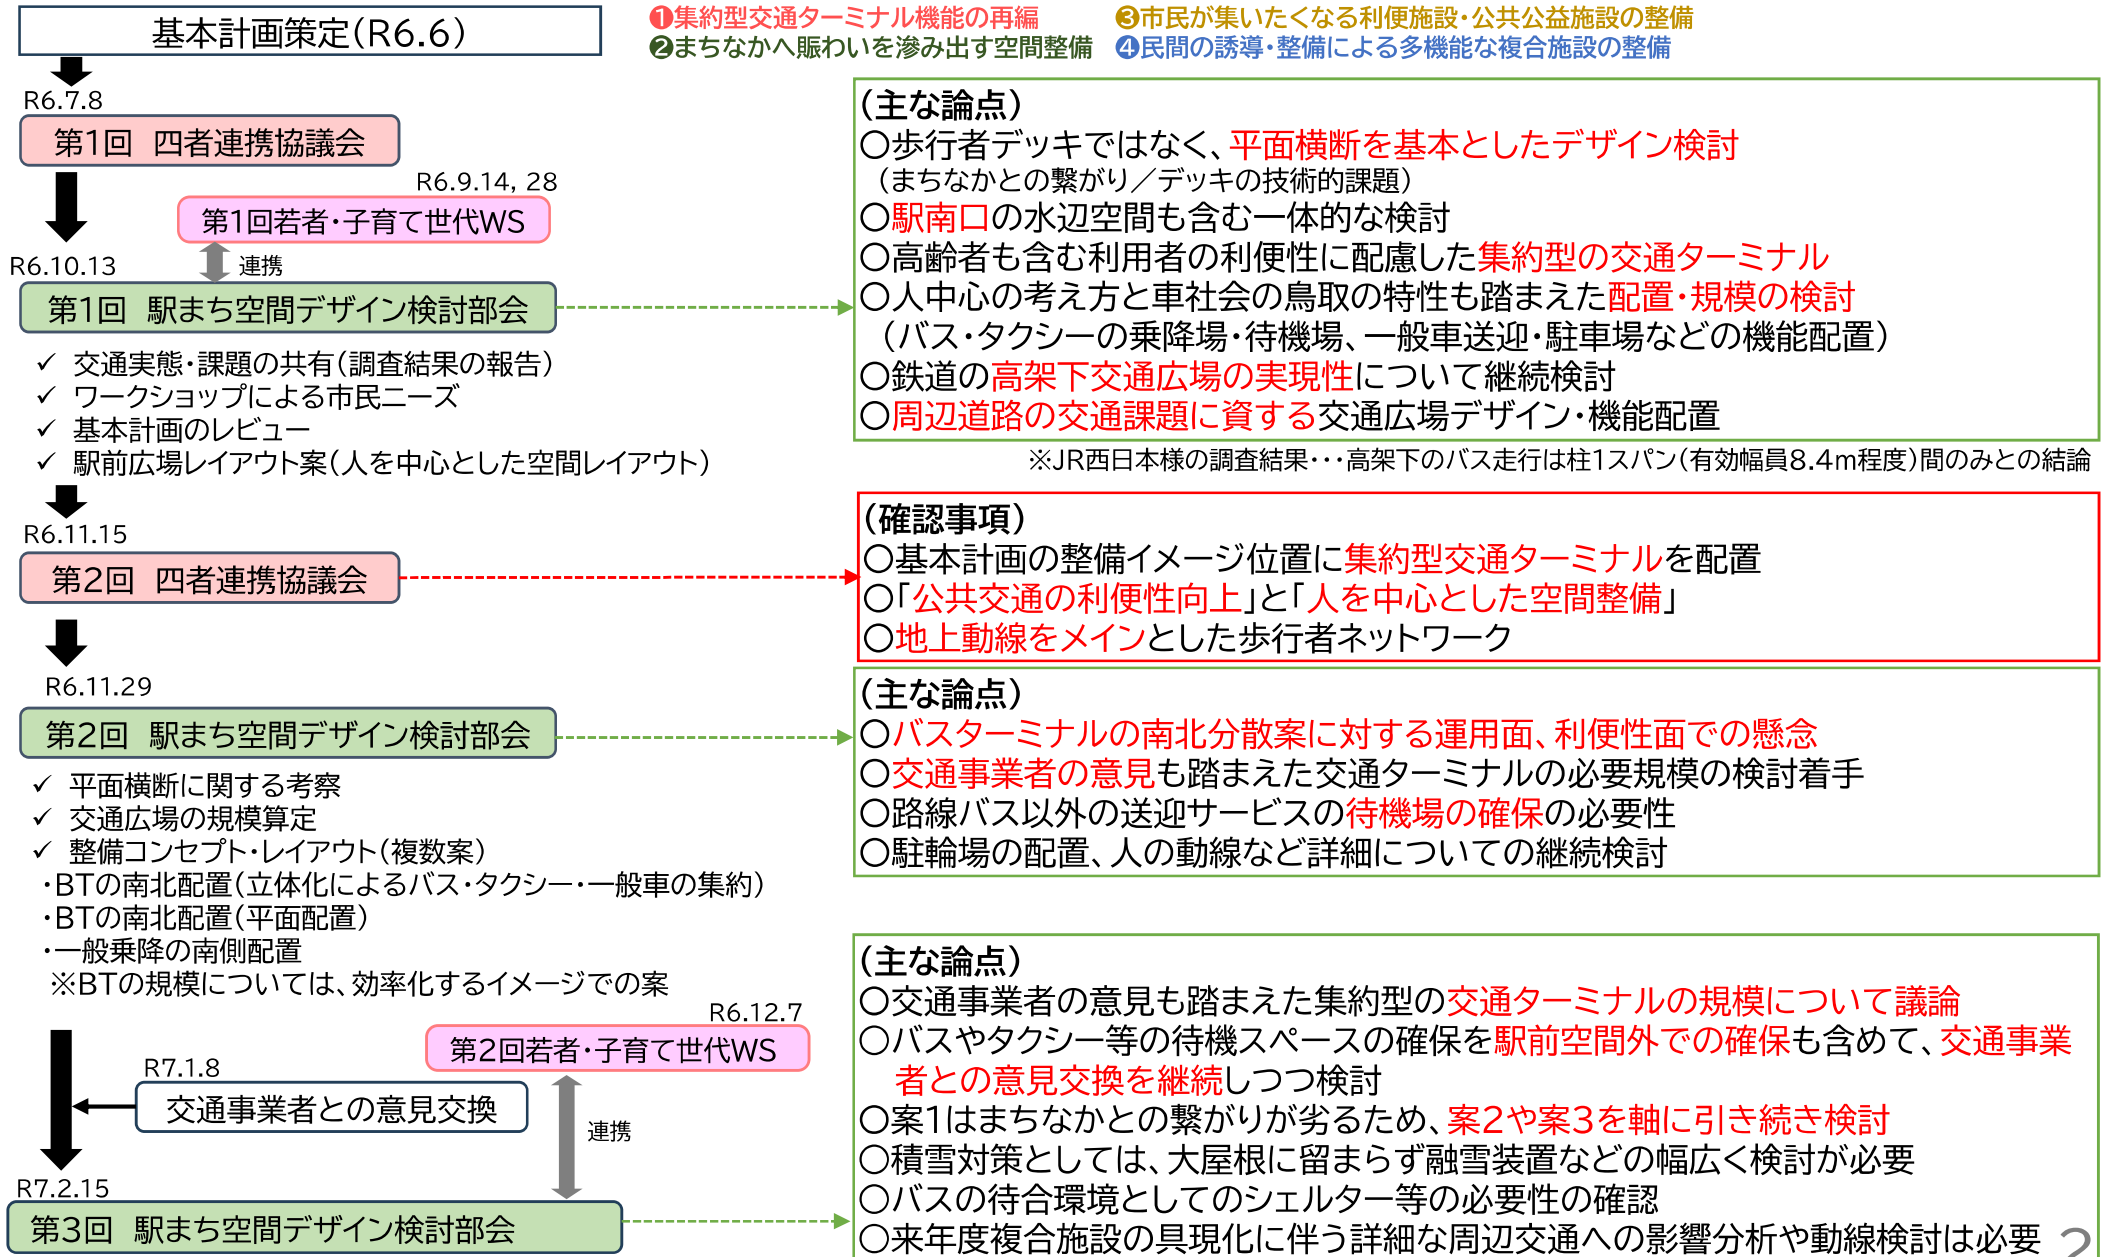 基本計画策定（R6.6）
❶集約型交通ターミナル機能の再編
❸市民が集いたくなる利便施設・公共公益施設の整備
❷まちなかへ賑わいを滲み出す空間整備
❹民間の誘導・整備による多機能な複合施設の整備
R6.7.8
第1回　四者連携協議会
R6.9.14, 28
第1回若者・子育て世代WS
連携
R6.10.13
第1回　駅まち空間デザイン検討部会
✓ 交通実態・課題の共有（調査結果の報告）
✓ ワークショップによる市民ニーズ
✓ 基本計画のレビュー
✓ 駅前広場レイアウト案（人を中心とした空間レイアウト）
（主な論点）
〇歩行者デッキではなく、平面横断を基本としたデザイン検討
（まちなかとの繋がり／デッキの技術的課題）
〇駅南口の水辺空間も含む一体的な検討
〇高齢者も含む利用者の利便性に配慮した集約型の交通ターミナル
〇人中心の考え方と車社会の鳥取の特性も踏まえた配置・規模の検討
（バス・タクシーの乗降場・待機場、一般車送迎・駐車場などの機能配置）
〇鉄道の高架下交通広場の実現性について継続検討
〇周辺道路の交通課題に資する交通広場デザイン・機能配置
※JR西日本様の調査結果・・・高架下のバス走行は柱1スパン（有効幅員8.4m程度）間のみとの結論
R6.11.15
第2回　四者連携協議会
（確認事項）
〇基本計画の整備イメージ位置に集約型交通ターミナルを配置
〇「公共交通の利便性向上」と「人を中心とした空間整備」
〇地上動線をメインとした歩行者ネットワーク
R6.11.29
第2回　駅まち空間デザイン検討部会
✓ 平面横断に関する考察
✓ 交通広場の規模算定
✓ 整備コンセプト・レイアウト（複数案）
・BTの南北配置（立体化によるバス・タクシー・一般車の集約）
・BTの南北配置（平面配置）
・一般乗降の南側配置
※BTの規模については、効率化するイメージでの案
（主な論点）
〇バスターミナルの南北分散案に対する運用面、利便性面での懸念
〇交通事業者の意見も踏まえた交通ターミナルの必要規模の検討着手
〇路線バス以外の送迎サービスの待機場の確保の必要性
〇駐輪場の配置、人の動線など詳細についての継続検討
R6.12.7
第2回若者・子育て世代WS
R7.1.8
交通事業者との意見交換
連携
R7.2.15
第3回　駅まち空間デザイン検討部会
（主な論点）
〇交通事業者の意見も踏まえた集約型の交通ターミナルの規模について議論
〇バスやタクシー等の待機スペースの確保を駅前空間外での確保も含めて、交通事業
者との意見交換を継続しつつ検討
〇案1はまちなかとの繋がりが劣るため、案2や案3を軸に引き続き検討
〇積雪対策としては、大屋根に留まらず融雪装置などの幅広く検討が必要
〇バスの待合環境としてのシェルター等の必要性の確認
〇来年度複合施設の具現化に伴う詳細な周辺交通への影響分析や動線検討は必要